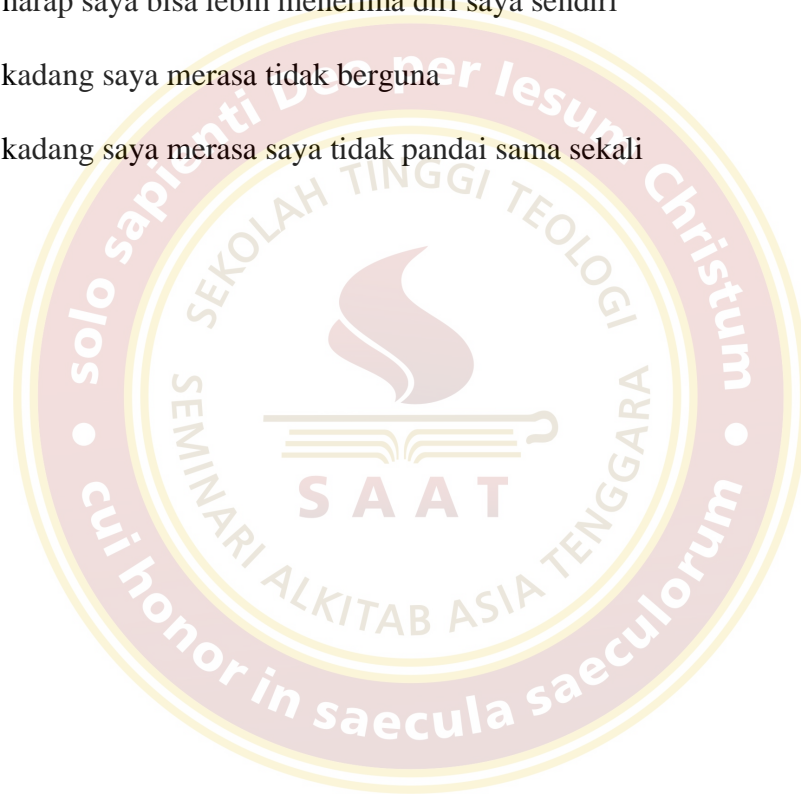 harap saya bisa lebih menerima diri saya sendiri
kadang saya merasa tidak berguna
kadang saya merasa saya tidak pandai sama sekali
solo sapienti Deo per Iesum Christum
SEKOLAH TINGGI TEOLOGI
SAAT
SEMINARI ALKITAB ASIA TENGGARA
cui honor in saecula saeculorum